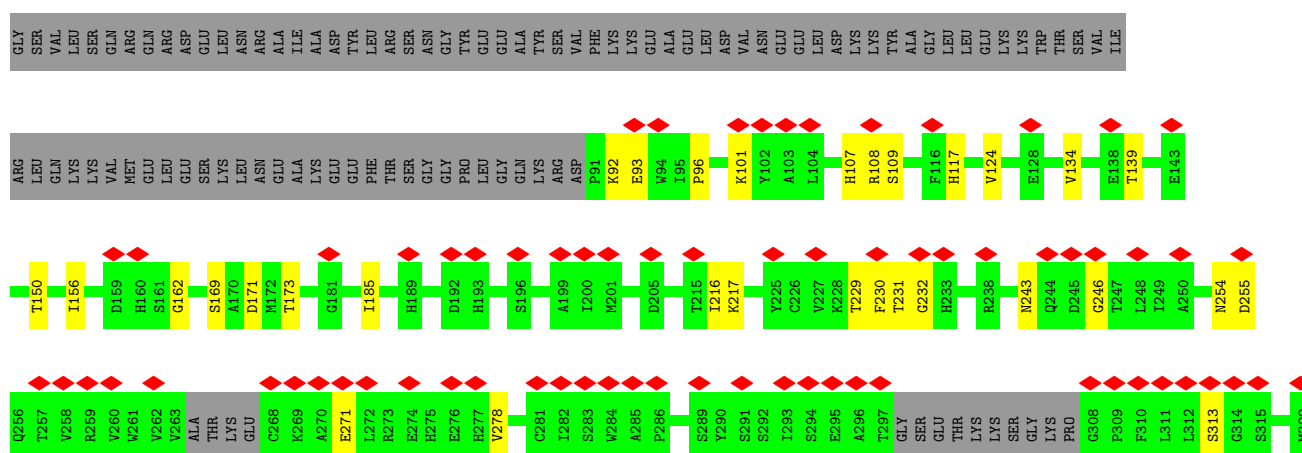 GLY SER VAL LEU SER GLN ARG GLN ARG ASP GLU LEU ASN ARG ALA ILE ALA ASP TYR LEU ARG SER ASN GLY TYR GLU GLU ALA TYR SER VAL PHE LYS LYS GLU ALA GLU LEU ASP VAL ASN GLU GLU LEU ASP LYS LYS TYR ALA GLY LEU LEU GLU LYS LYS TRP THR SER VAL ILE
ARG LEU GLN LYS LYS VAL MET GLU LEU GLU SER LYS LEU ASN GLU ALA LYS GLU GLU PHE THR SER GLY GLY PRO LEU GLY GLN LYS ARG ASP P91 K92 E93 W94 I95 P96 K101 Y102 A103 L104 H107 R108 S109 F116 H117 V124 E128 V134 E138 T139 E143
T150 I156 D159 H160 S161 G162 S169 A170 D171 M172 T173 G181 I185 H189 D192 H193 S196 A199 I200 M201 D205 T215 I216 K217 Y225 C226 V227 K228 T229 F230 T231 G232 H233 R238 N243 Q244 D245 G246 T247 L248 I249 A250 N254 D255
Q256 T257 V258 R259 V260 W261 V262 V263 ALA THR LYS GLU C268 K269 A270 E271 L272 R273 E274 H275 E276 H277 V278 C281 I282 S283 W284 A285 P286 S289 Y290 S291 S292 I293 S294 E295 A296 T297 GLY SER GLU THR LYS LYS SER GLY LYS PRO G308 P309 F310 L311 L312 S313 G314 S315